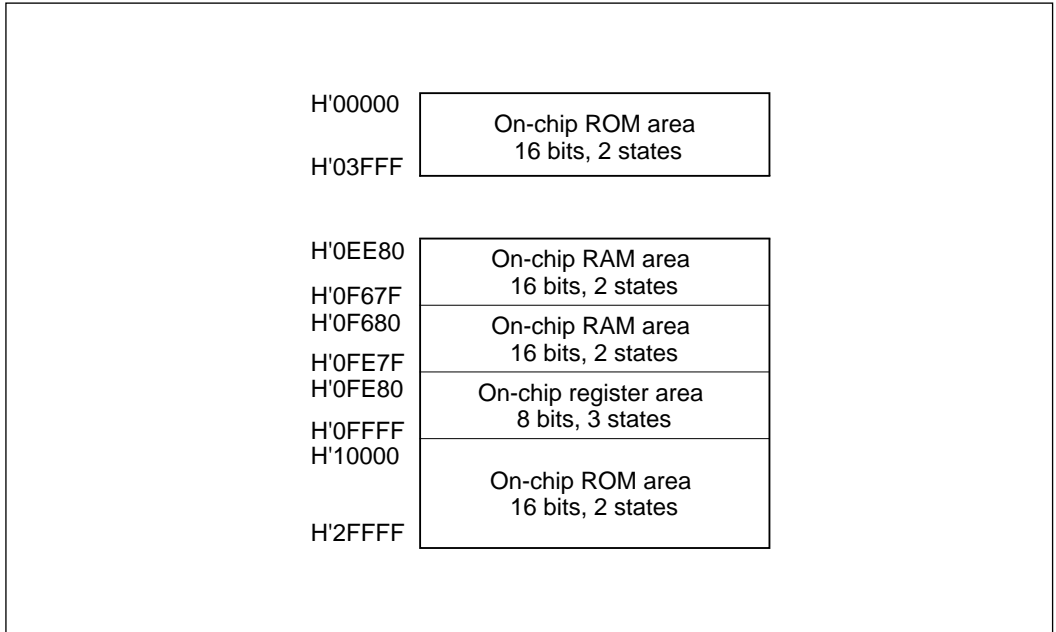 H'00000
On-chip ROM area
16 bits, 2 states
H'03FFF
H'0EE80
On-chip RAM area
16 bits, 2 states
H'0F67F
H'0F680
On-chip RAM area
16 bits, 2 states
H'0FE7F
H'0FE80
On-chip register area
8 bits, 3 states
H'0FFFF
H'10000
On-chip ROM area
16 bits, 2 states
H'2FFFF